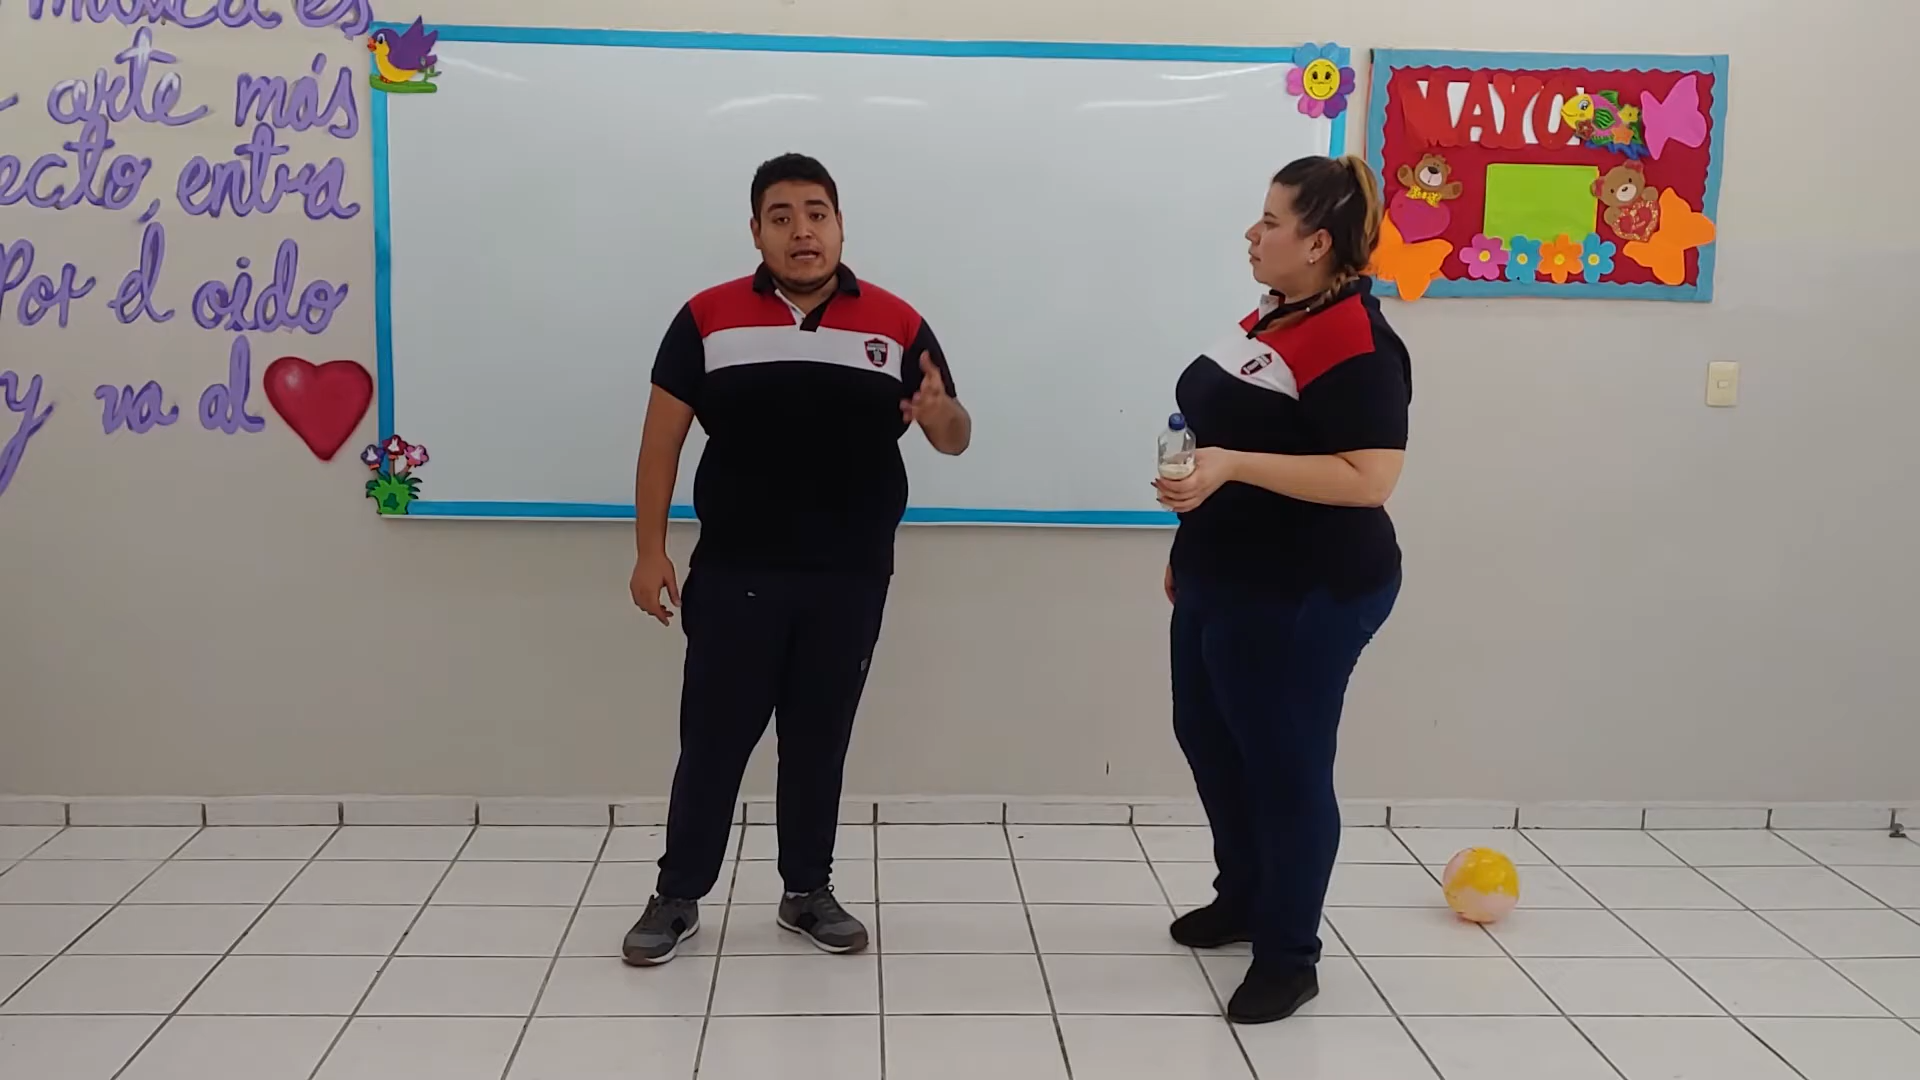 música es
arte más
ecto, entra
Por el oído
y va al
MAYO